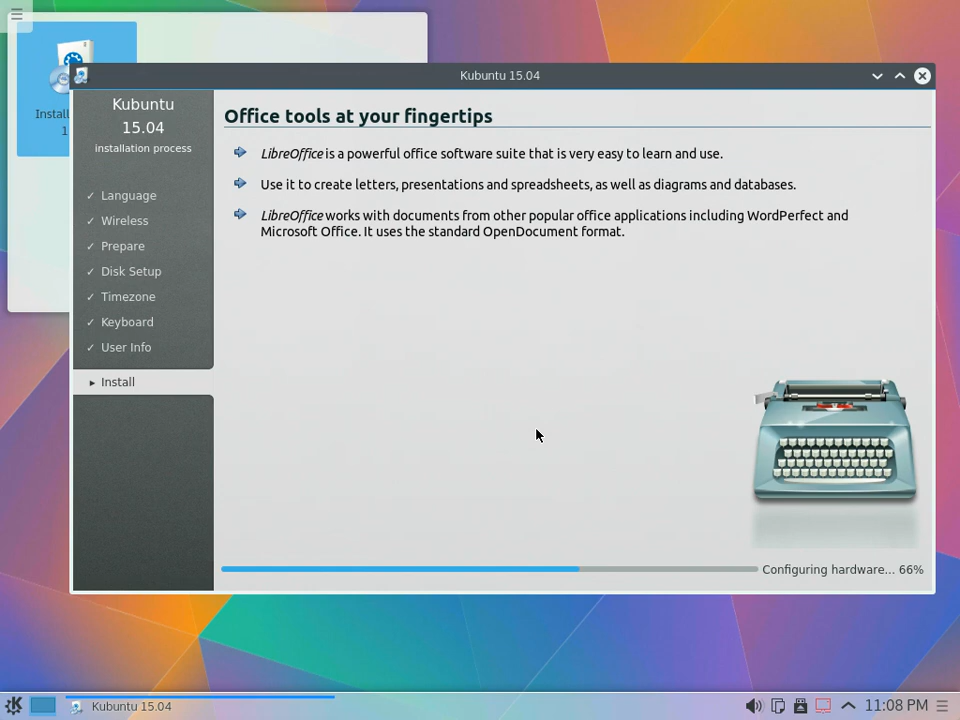 Install
1
Kubuntu 15.04
Kubuntu
15.04
installation process
✓ Language
✓ Wireless
✓ Prepare
✓ Disk Setup
✓ Timezone
✓ Keyboard
✓ User Info
▸ Install
Office tools at your fingertips
LibreOffice is a powerful office software suite that is very easy to learn and use.
Use it to create letters, presentations and spreadsheets, as well as diagrams and databases.
LibreOffice works with documents from other popular office applications including WordPerfect and
Microsoft Office. It uses the standard OpenDocument format.
Configuring hardware... 66%
Kubuntu 15.04
11:08 PM